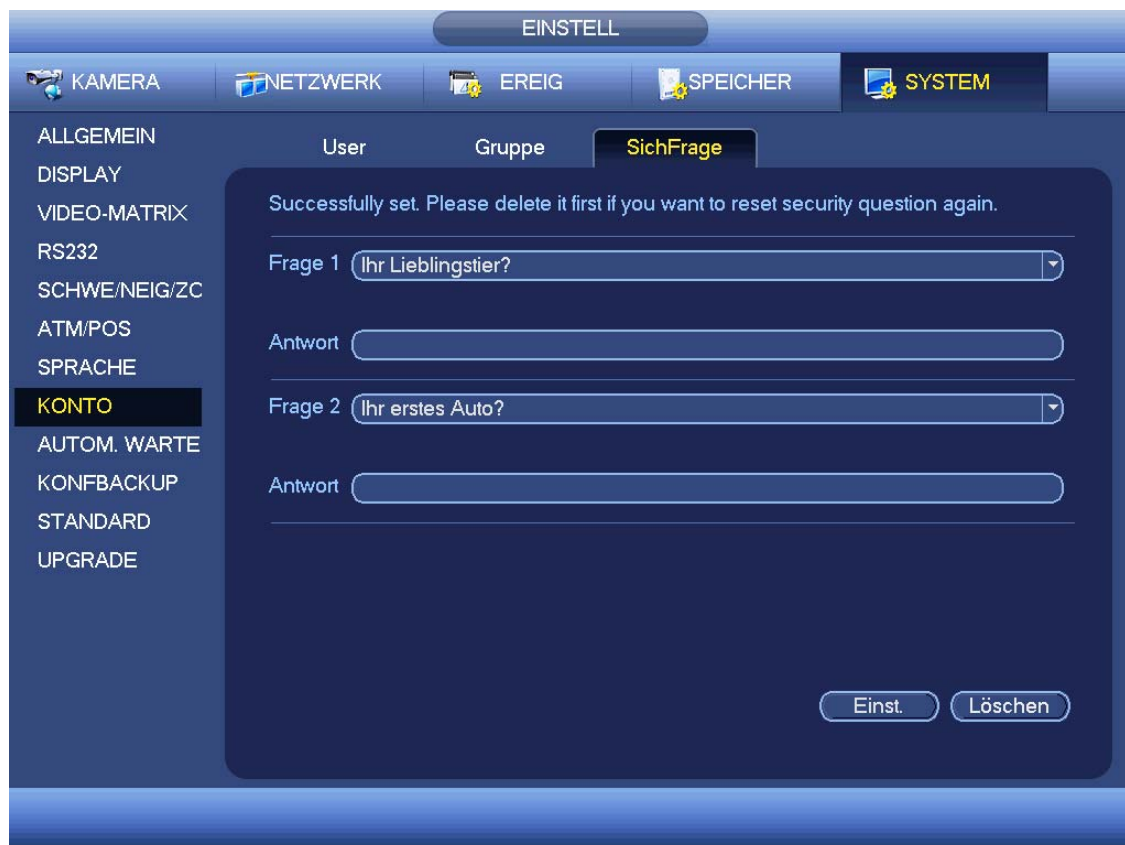 EINSTELL
KAMERA NETZWERK EREIG SPEICHER SYSTEM
ALLGEMEIN
DISPLAY
VIDEO-MATRIX
RS232
SCHWE/NEIG/ZC
ATM/POS
SPRACHE
KONTO
AUTOM. WARTE
KONFBACKUP
STANDARD
UPGRADE
User Gruppe SichFrage
Successfully set. Please delete it first if you want to reset security question again.
Frage 1 Ihr Lieblingstier?
Antwort
Frage 2 Ihr erstes Auto?
Antwort
Einst. Löschen